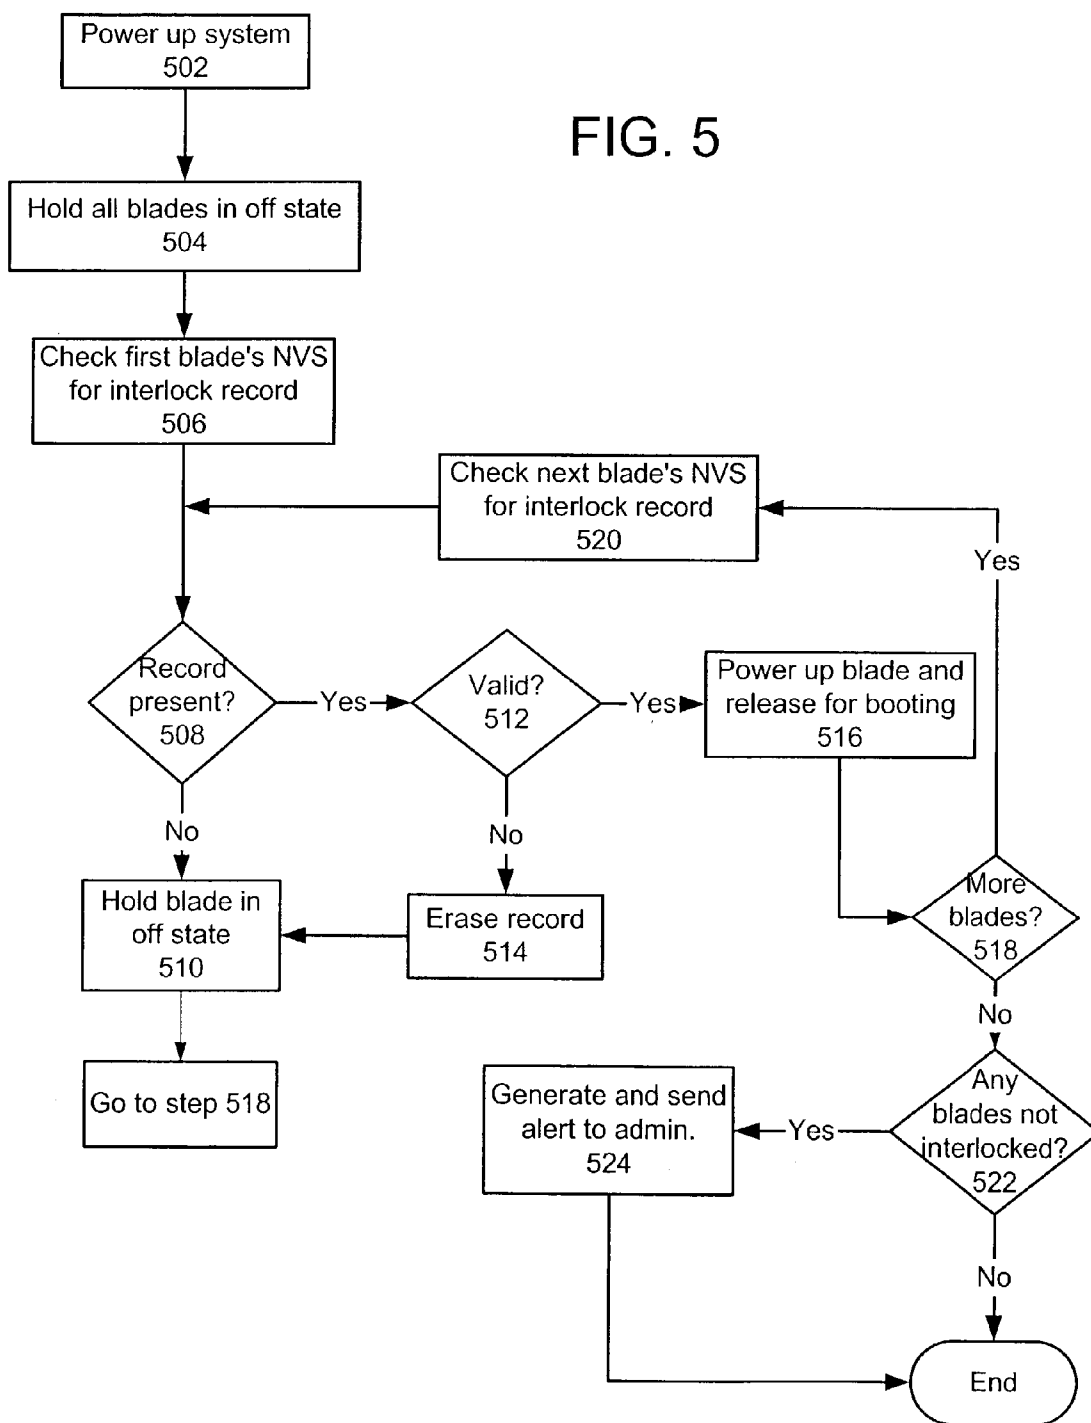 Power up system
502
FIG. 5
Hold all blades in off state
504
Check first blade's NVS
for interlock record
506
Check next blade's NVS
for interlock record
520
Yes
Record
present?
508
Yes
Valid?
512
Yes
Power up blade and
release for booting
516
No
No
Hold blade in
off state
510
Erase record
514
More
blades?
518
No
Go to step 518
Generate and send
alert to admin.
524
Yes
Any
blades not
interlocked?
522
No
End